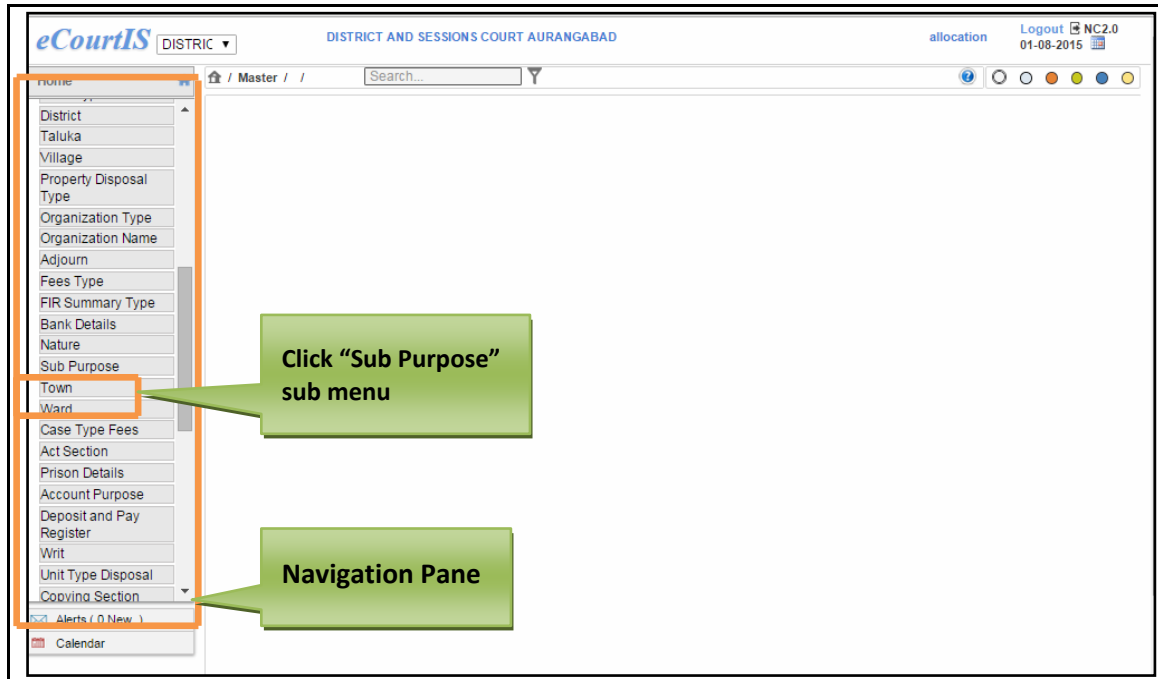 eCourtIS DISTRIC
DISTRICT AND SESSIONS COURT AURANGABAD
allocation
Logout NC2.0
01-08-2015
Home
/ Master / /
Search...
District
Taluka
Village
Property Disposal
Type
Organization Type
Organization Name
Adjourn
Fees Type
FIR Summary Type
Bank Details
Nature
Sub Purpose
Town
Ward
Case Type Fees
Act Section
Prison Details
Account Purpose
Deposit and Pay
Register
Writ
Unit Type Disposal
Copying Section
Alerts ( 0 New )
Calendar
Click “Sub Purpose”
sub menu
Navigation Pane